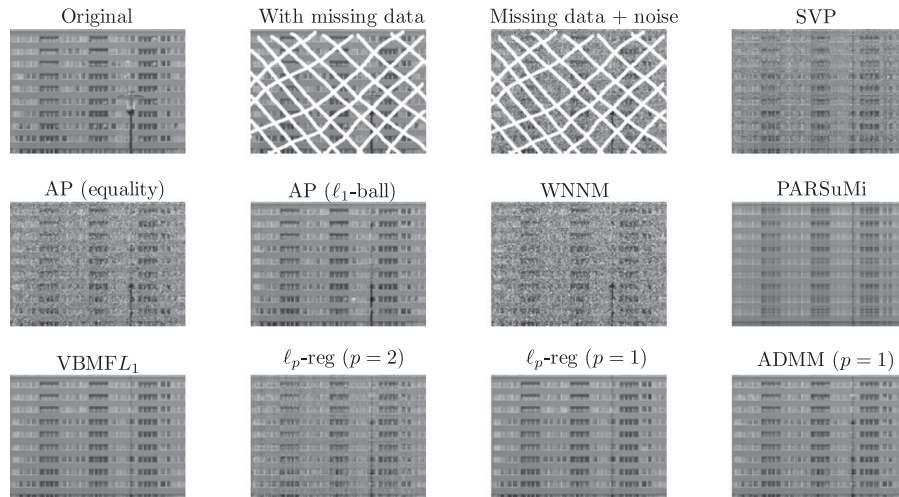 Original
With missing data
Missing data + noise
SVP
AP (equality)
AP (ℓ₁-ball)
WNNM
PARSuMi
VBMFL₁
ℓₚ-reg (p = 2)
ℓₚ-reg (p = 1)
ADMM (p = 1)